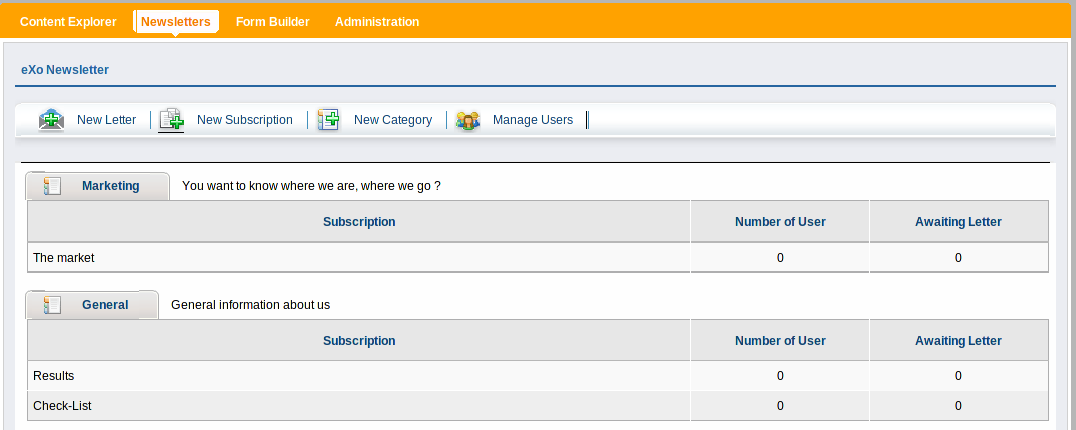 Content Explorer Newsletters Form Builder Administration
eXo Newsletter
New Letter New Subscription New Category Manage Users
Marketing You want to know where we are, where we go ?
Subscription Number of User Awaiting Letter
The market 0 0
General General information about us
Subscription Number of User Awaiting Letter
Results 0 0
Check-List 0 0